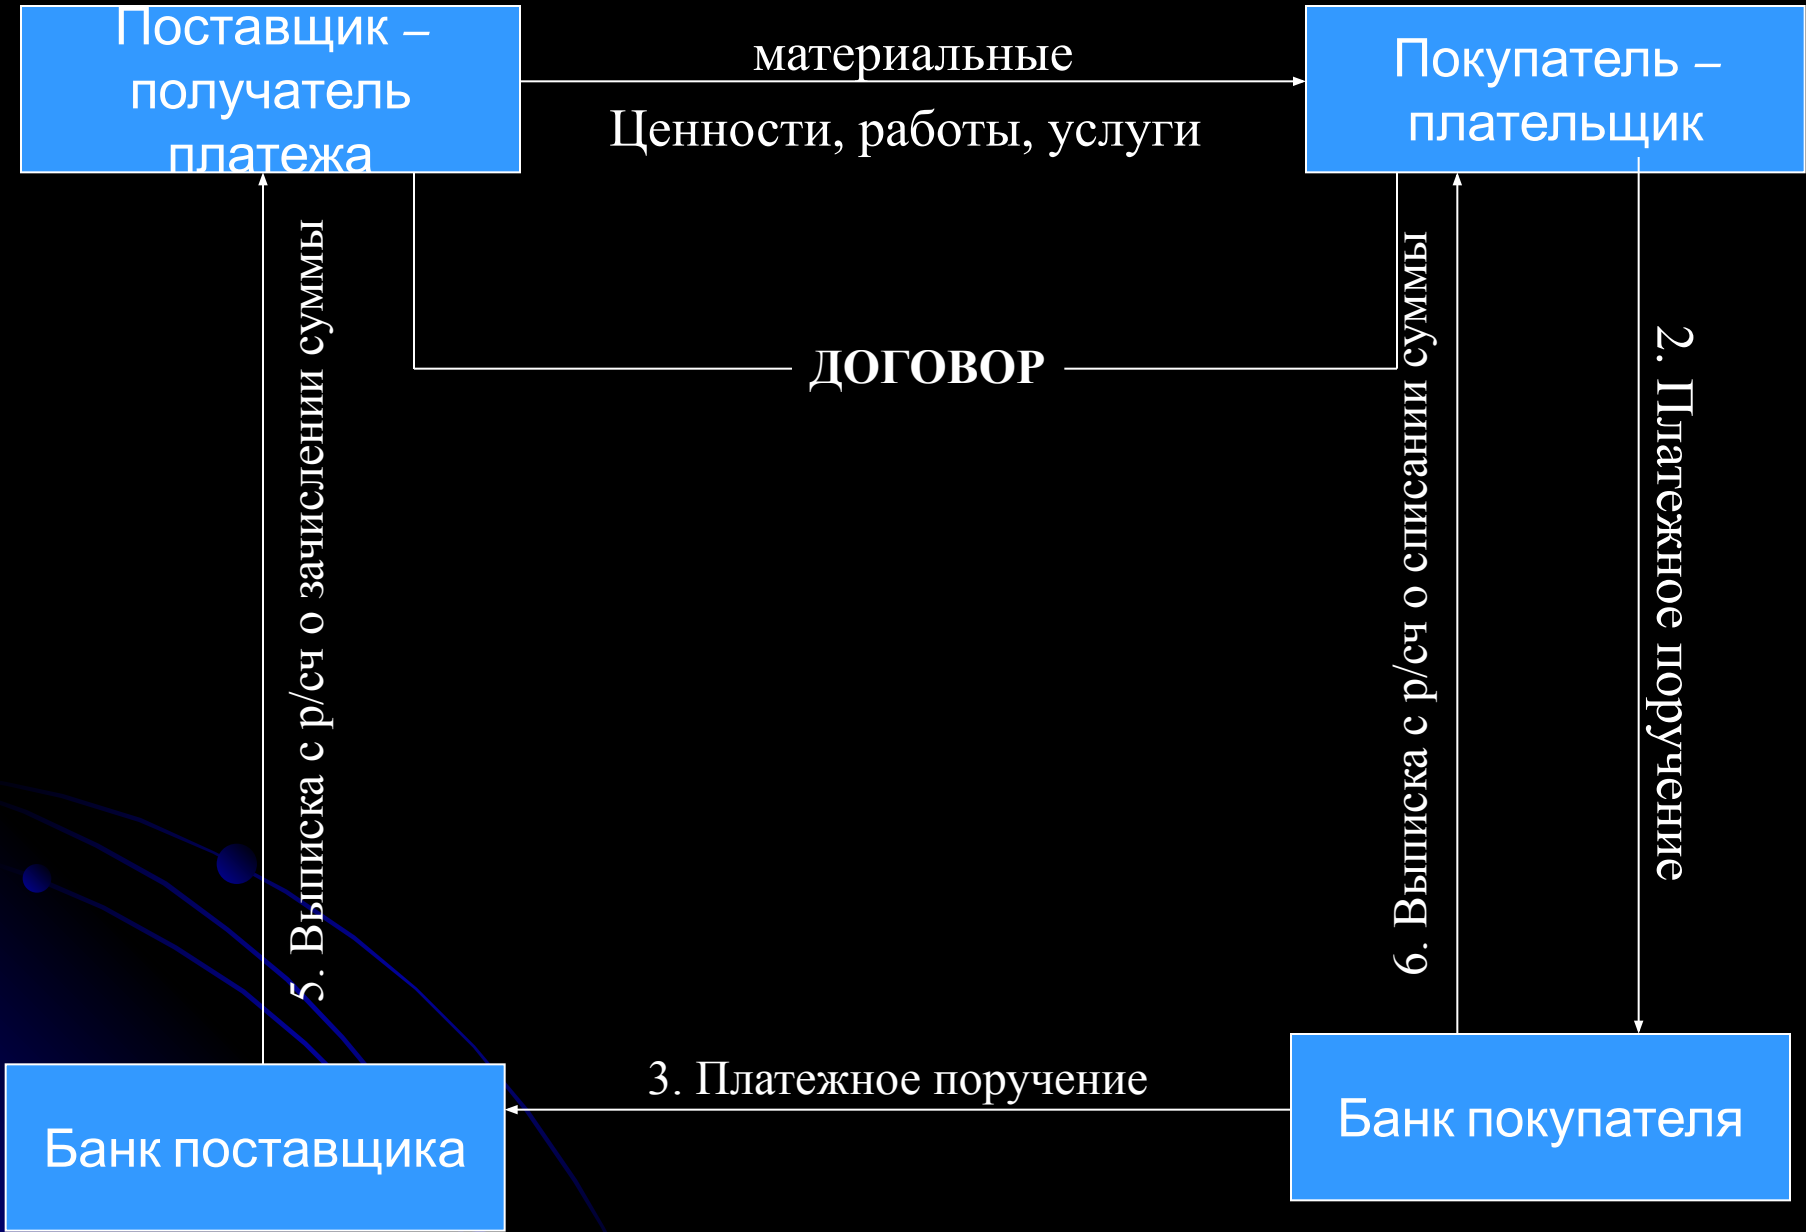 Поставщик –
получатель
платежа
материальные
Ценности, работы, услуги
Покупатель –
плательщик
ДОГОВОР
5. Выписка с р/сч о зачислении суммы
6. Выписка с р/сч о списании суммы
2. Платежное поручение
3. Платежное поручение
Банк поставщика
Банк покупателя